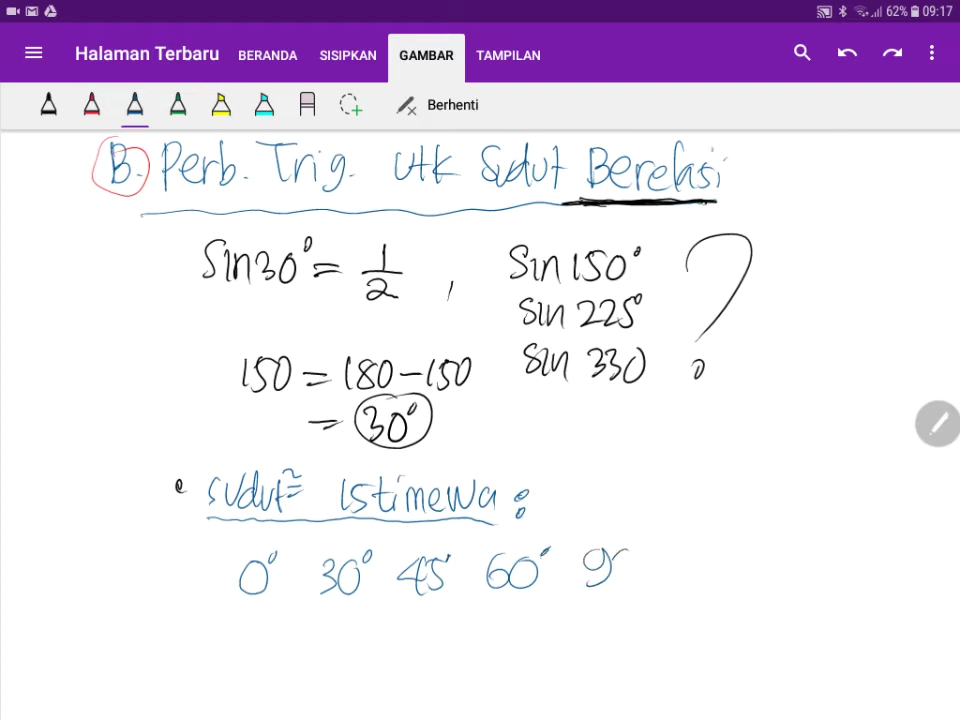 62% 09:17
Halaman Terbaru BERANDA SISIPKAN GAMBAR TAMPILAN
Berhenti
B. Perb. Trig. Utk Sudut Berelasi
Sin 30° = 1/2 , Sin 150° ?
Sin 225°
150 = 180 - 150 Sin 330
= 30°
Sudut² Istimewa :
0° 30° 45° 60° 9